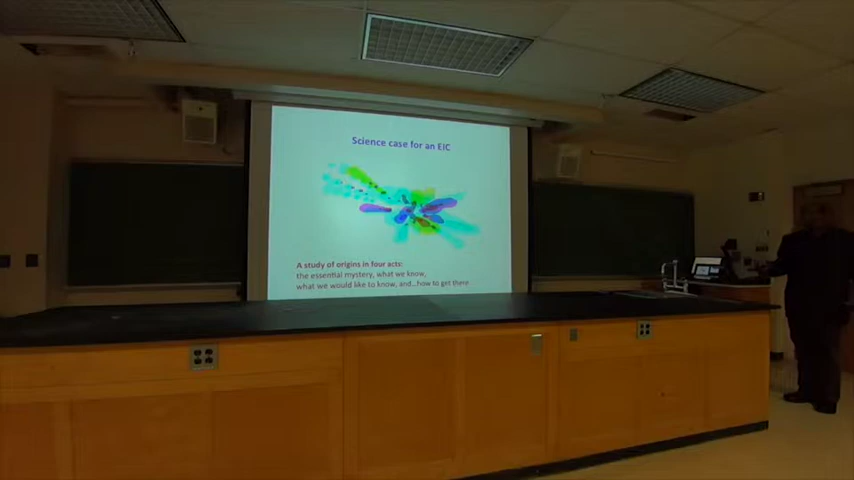 Science case for an EIC
A study of origins in four acts:
the essential mystery, what we know,
what we would like to know, and...how to get there